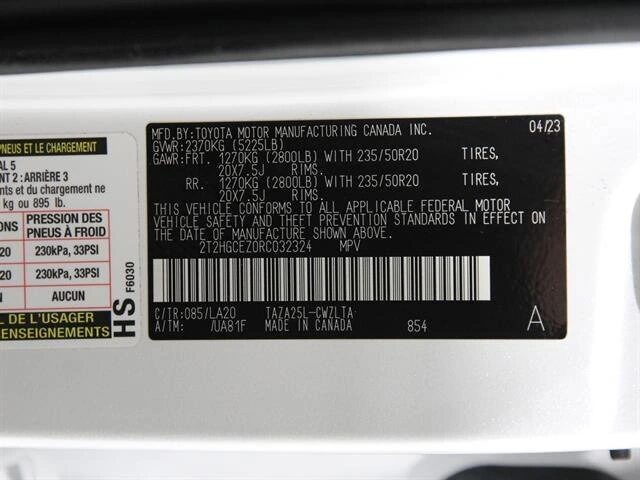 PNEUS ET LE CHARGEMENT
AL 5
NT 2 : ARRIÈRE 3
ents et du chargement ne
kg ou 895 lb.
ONS
PRESSION DES
PNEUS À FROID
20 230kPa, 33PSI
20 230kPa, 33PSI
N AUCUN
EL DE L'USAGER
RENSEIGNEMENTS
HS F6030
MFD.BY:TOYOTA MOTOR MANUFACTURING CANADA INC. 04/23
GVWR:2370KG (5225LB)
GAWR:FRT. 1270KG (2800LB) WITH 235/50R20 TIRES,
20X7.5J RIMS.
RR. 1270KG (2800LB) WITH 235/50R20 TIRES,
20X7.5J RIMS.
THIS VEHICLE CONFORMS TO ALL APPLICABLE FEDERAL MOTOR
VEHICLE SAFETY AND THEFT PREVENTION STANDARDS IN EFFECT
ON THE DATE OF MANUFACTURE SHOWN ABOVE.
2T2HGCEZ0RC032324 MPV
C/TR:085/LA20 TAZA25L-CWZLTA
A/TM: /UA81F MADE IN CANADA 854 A